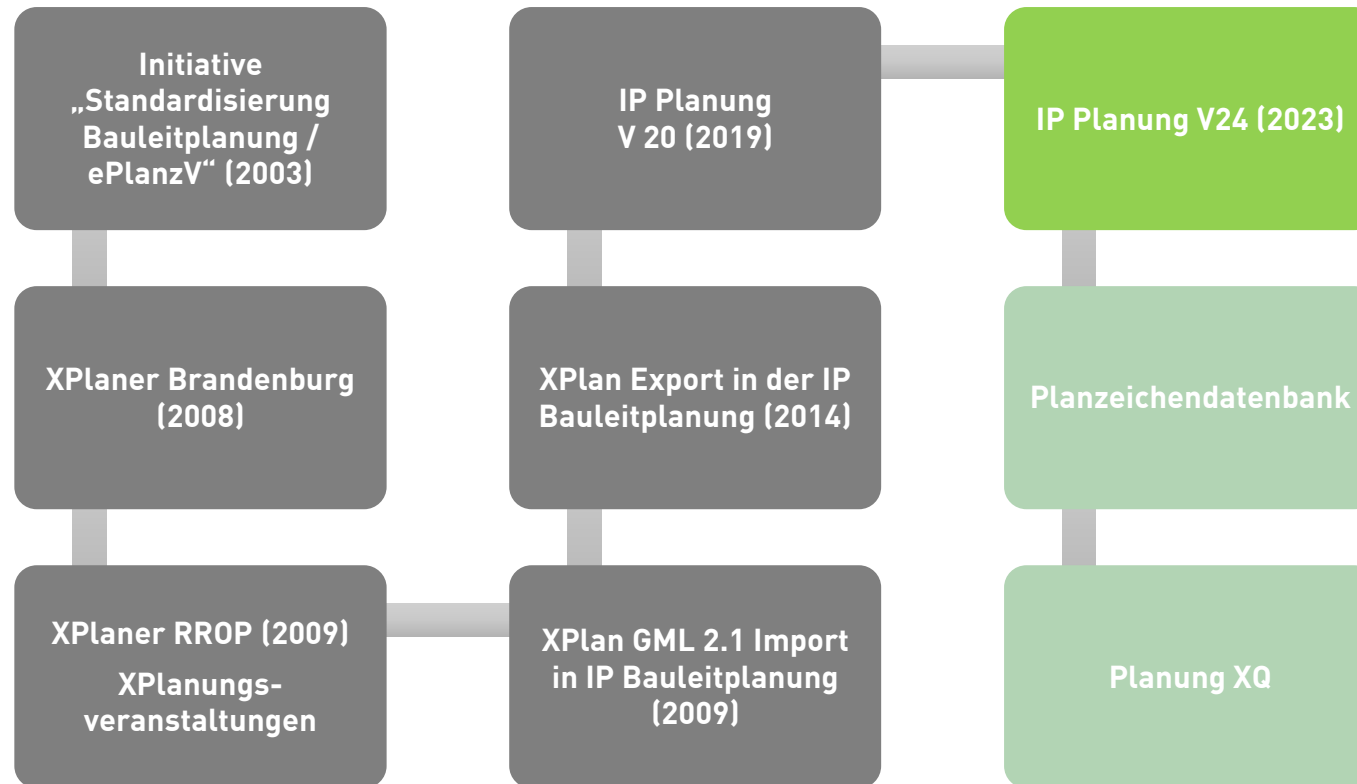 Initiative
„Standardisierung
Bauleitplanung /
ePlanzV“ (2003)
XPlaner Brandenburg
(2008)
XPlaner RROP (2009)
XPlanungs-
veranstaltungen
XPlan GML 2.1 Import
in IP Bauleitplanung
(2009)
XPlan Export in der IP
Bauleitplanung (2014)
IP Planung
V 20 (2019)
IP Planung V24 (2023)
Planzeichendatenbank
Planung XQ